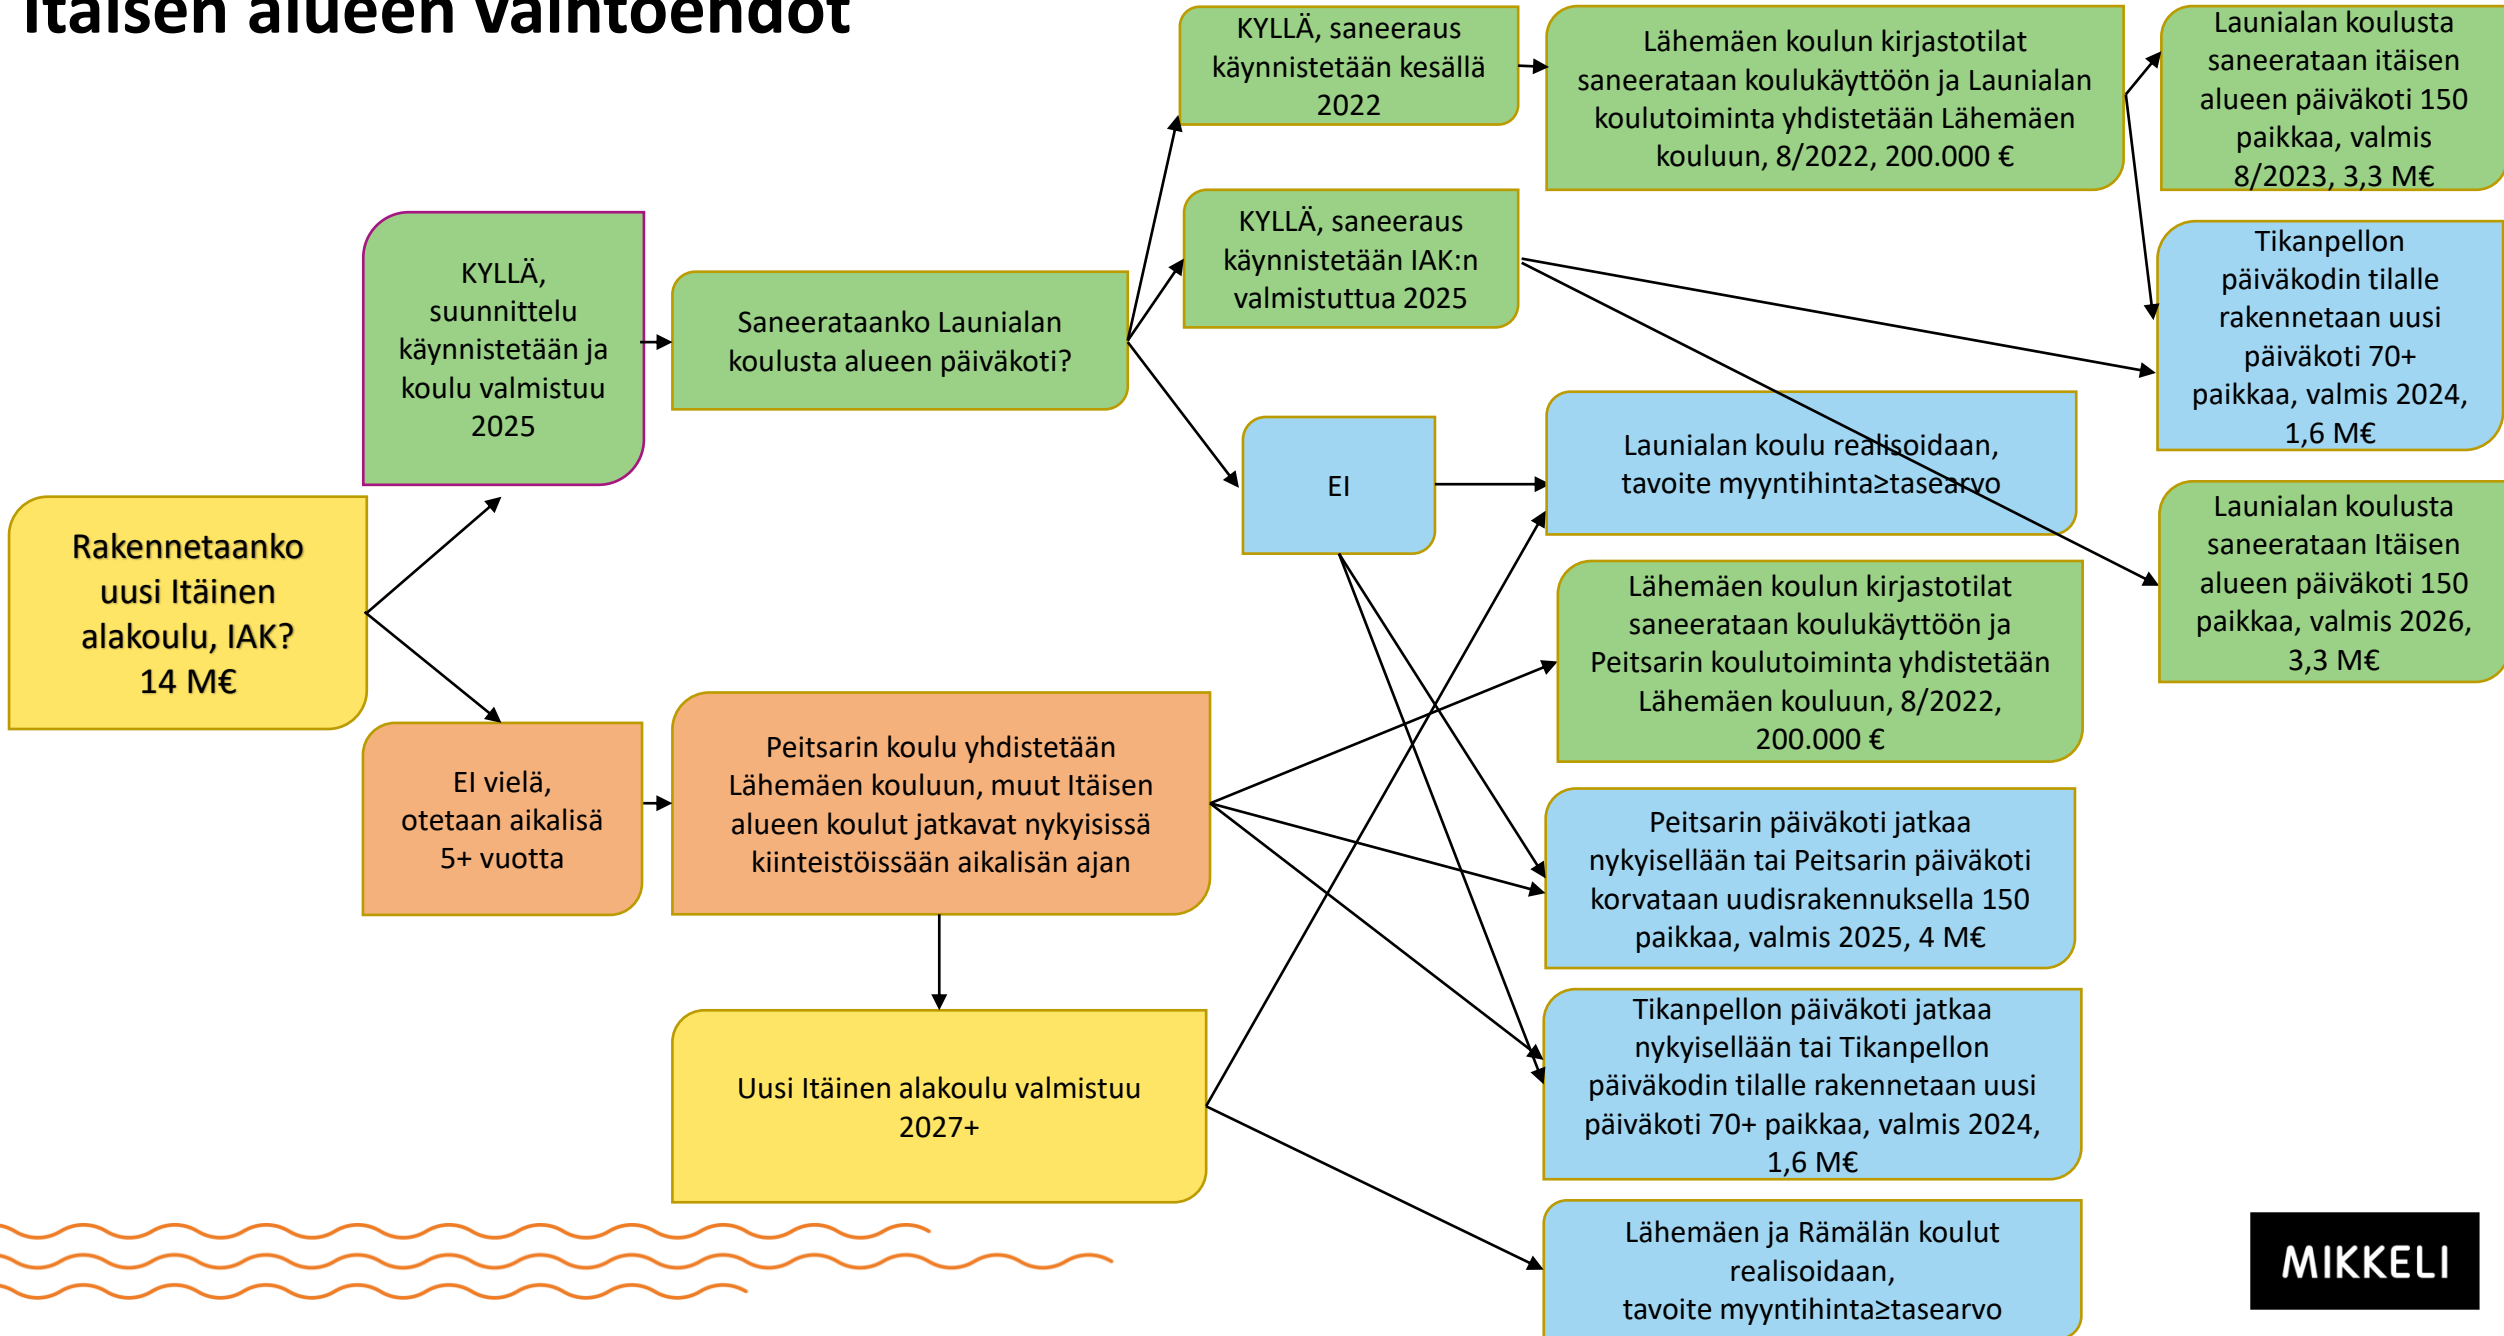 Itäisen alueen vaihtoehdot
KYLLÄ, saneeraus
käynnistetään kesällä
2022
Lähemäen koulun kirjastotilat
saneerataan koulukäyttöön ja Launialan
koulutoiminta yhdistetään Lähemäen
kouluun, 8/2022, 200.000 €
Launialan koulusta
saneerataan itäisen
alueen päiväkoti 150
paikkaa, valmis
8/2023, 3,3 M€
KYLLÄ,
suunnittelu
käynnistetään ja
koulu valmistuu
2025
Saneerataanko Launialan
koulusta alueen päiväkoti?
KYLLÄ, saneeraus
käynnistetään IAK:n
valmistuttua 2025
Tikanpellon
päiväkodin tilalle
rakennetaan uusi
päiväkoti 70+
paikkaa, valmis 2024,
1,6 M€
EI
Launialan koulu realisoidaan,
tavoite myyntihinta≥tasearvo
Launialan koulusta
saneerataan Itäisen
alueen päiväkoti 150
paikkaa, valmis 2026,
3,3 M€
Rakennetaanko
uusi Itäinen
alakoulu, IAK?
14 M€
Lähemäen koulun kirjastotilat
saneerataan koulukäyttöön ja
Peitsarin koulutoiminta yhdistetään
Lähemäen kouluun, 8/2022,
200.000 €
EI vielä,
otetaan aikalisä
5+ vuotta
Peitsarin koulu yhdistetään
Lähemäen kouluun, muut Itäisen
alueen koulut jatkavat nykyisissä
kiinteistöissään aikalisän ajan
Peitsarin päiväkoti jatkaa
nykyisellään tai Peitsarin päiväkoti
korvataan uudisrakennuksella 150
paikkaa, valmis 2025, 4 M€
Uusi Itäinen alakoulu valmistuu
2027+
Tikanpellon päiväkoti jatkaa
nykyisellään tai Tikanpellon
päiväkodin tilalle rakennetaan uusi
päiväkoti 70+ paikkaa, valmis 2024,
1,6 M€
Lähemäen ja Rämälän koulut
realisoidaan,
tavoite myyntihinta≥tasearvo
MIKKELI